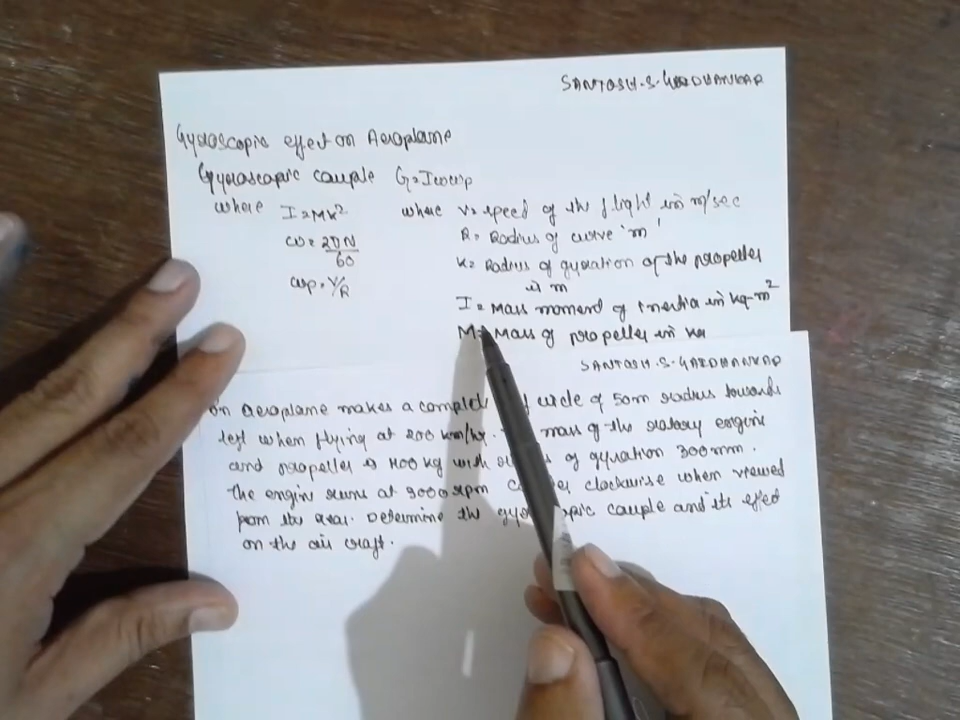 SANTOSH.S.GARDHANKAR
Gyroscopic effect on Aeroplane
Gyroscopic couple G=Iωωp
where I=Mk²
ω=2πN/60
ωp=V/R
where V=speed of the flight in m/sec
R=Radius of curve 'm'
K=Radius of gyration of the propeller
is m
I=Mass moment of Inertia in kg-m²
M=Mass of propeller in kg
SANTOSH.S.GARDHANKAR
An Aeroplane makes a complete circle of 50m radius towards
left when flying at 200 km/hr. mass of the rotary engine
and propeller is 400 kg with of gyration 300mm.
the engine runs at 3000 rpm clockwise when viewed
from the rear. Determine the couple and its effect
on the air craft.